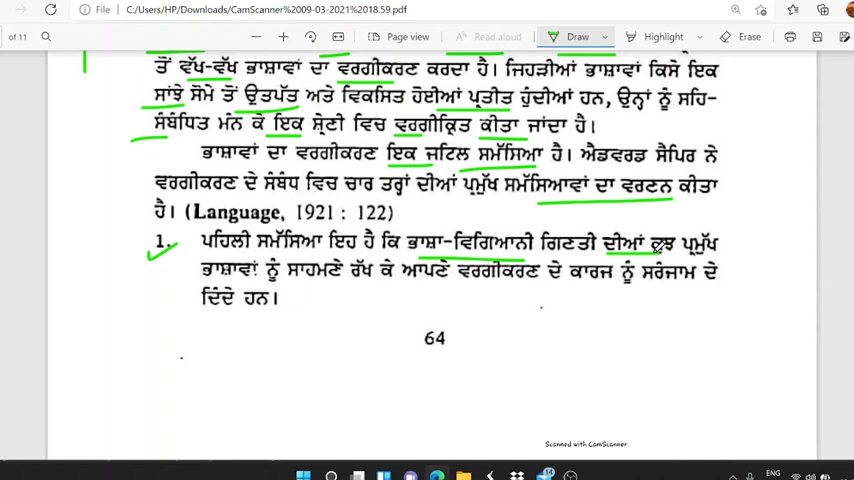 File | C:/Users/HP/Downloads/CamScanner%2009-03-2021%2018.59.pdf
of 11 Page view Read aloud Draw Highlight Erase
ਤੋਂ ਵੱਖ-ਵੱਖ ਭਾਸ਼ਾਵਾਂ ਦਾ ਵਰਗੀਕਰਣ ਕਰਦਾ ਹੈ। ਜਿਹੜੀਆਂ ਭਾਸ਼ਾਵਾਂ ਕਿਸੇ ਇਕ
ਸਾਂਝੇ ਸੋਮੇ ਤੋਂ ਉਤਪੱਤ ਅਤੇ ਵਿਕਸਿਤ ਹੋਈਆਂ ਪ੍ਰਤੀਤ ਹੁੰਦੀਆਂ ਹਨ, ਉਨ੍ਹਾਂ ਨੂੰ ਸਹਿ-
ਸੰਬੰਧਿਤ ਮੰਨ ਕੇ ਇਕ ਸ਼੍ਰੇਣੀ ਵਿਚ ਵਰਗੀਕ੍ਰਿਤ ਕੀਤਾ ਜਾਂਦਾ ਹੈ।
ਭਾਸ਼ਾਵਾਂ ਦਾ ਵਰਗੀਕਰਣ ਇਕ ਜਟਿਲ ਸਮੱਸਿਆ ਹੈ। ਐਡਵਰਡ ਸੈਪਿਰ ਨੇ
ਵਰਗੀਕਰਣ ਦੇ ਸੰਬੰਧ ਵਿਚ ਚਾਰ ਤਰ੍ਹਾਂ ਦੀਆਂ ਪ੍ਰਮੁੱਖ ਸਮੱਸਿਆਵਾਂ ਦਾ ਵਰਣਨ ਕੀਤਾ
ਹੈ। (Language, 1921 : 122)
1. ਪਹਿਲੀ ਸਮੱਸਿਆ ਇਹ ਹੈ ਕਿ ਭਾਸ਼ਾ-ਵਿਗਿਆਨੀ ਗਿਣਤੀ ਦੀਆਂ ਕੁਝ ਪ੍ਰਮੁੱਖ
ਭਾਸ਼ਾਵਾਂ ਨੂੰ ਸਾਹਮਣੇ ਰੱਖ ਕੇ ਆਪਣੇ ਵਰਗੀਕਰਣ ਦੇ ਕਾਰਜ ਨੂੰ ਸਰੰਜਾਮ ਦੇ
ਦਿੰਦੇ ਹਨ।
64
Scanned with CamScanner
14 ENG